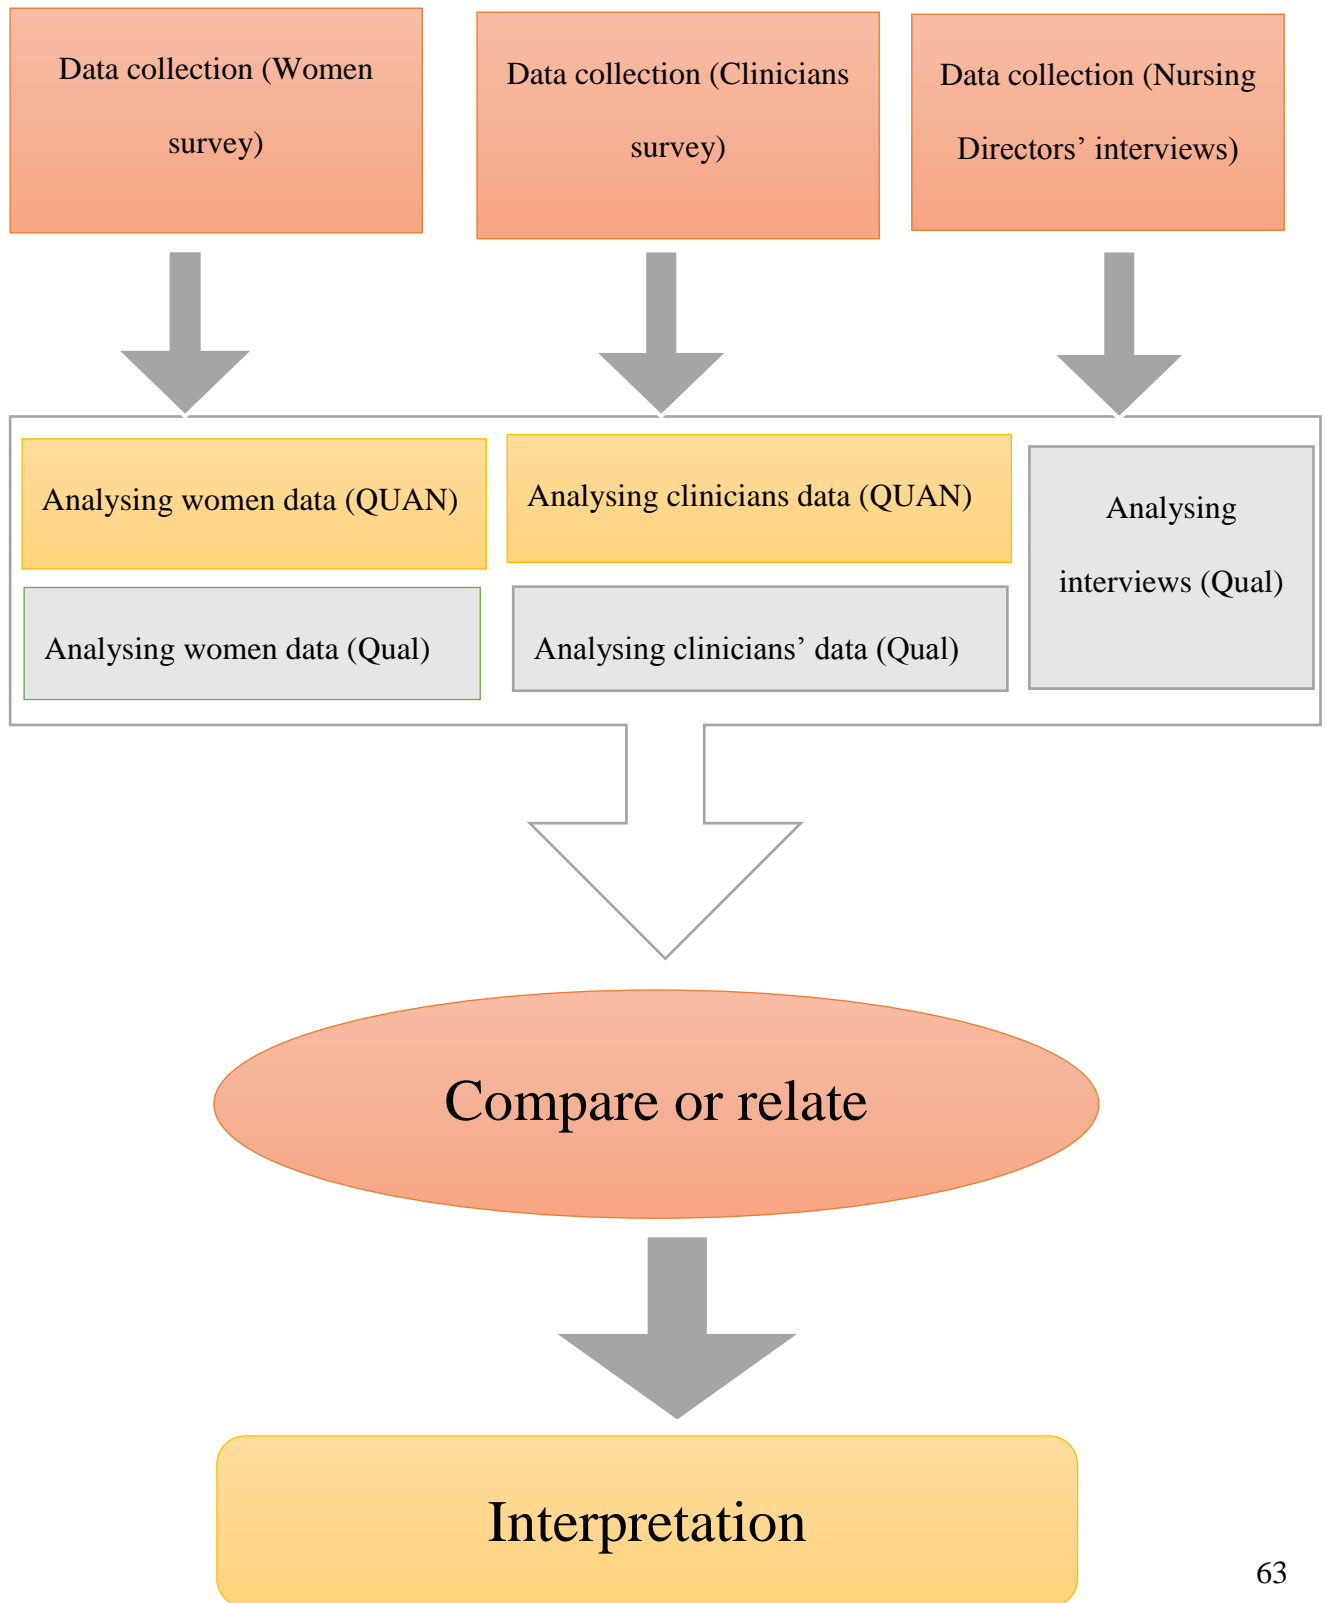 Data collection (Women
survey)
Data collection (Clinicians
survey)
Data collection (Nursing
Directors’ interviews)
Analysing women data (QUAN)
Analysing clinicians data (QUAN)
Analysing
interviews (Qual)
Analysing women data (Qual)
Analysing clinicians’ data (Qual)
Compare or relate
Interpretation
63